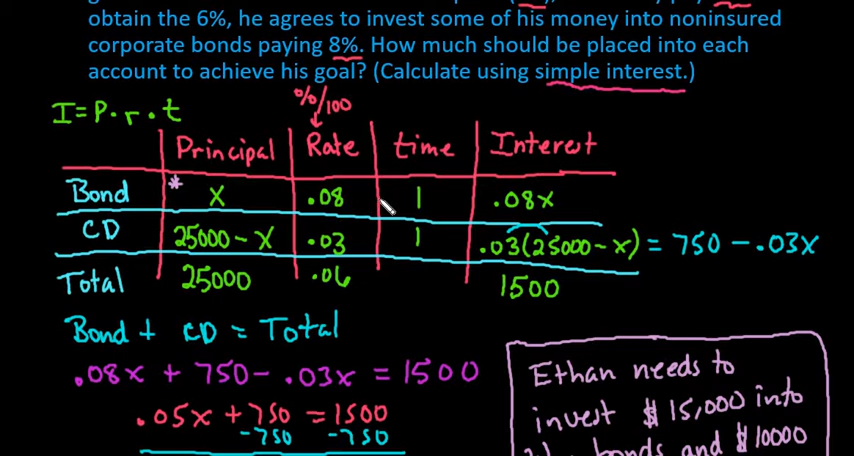 obtain the 6%, he agrees to invest some of his money into noninsured
corporate bonds paying 8%. How much should be placed into each
account to achieve his goal? (Calculate using simple interest.)
%/100
I=P·r·t
Principal Rate time Interest
Bond * X .08 1 .08x
CD 25000-X .03 1 .03(25000-x) = 750 -.03x
Total 25000 .06 1500
Bond + CD = Total
.08x + 750- .03x = 1500
.05x +750 = 1500
-750 -750
Ethan needs to
invest $15,000 into
bonds and $10000